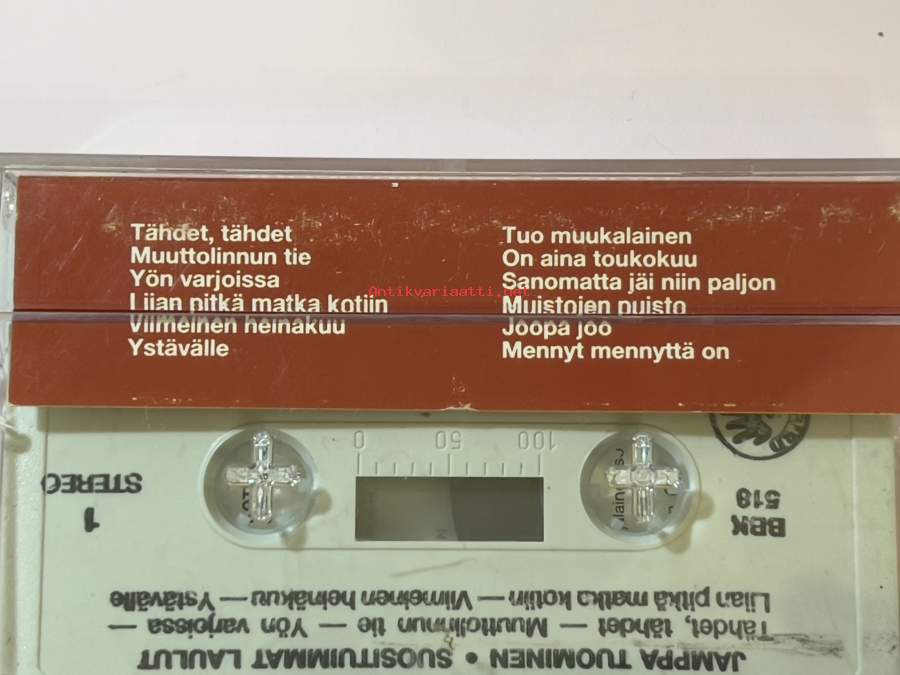 Tähdet, tähdet
Muuttolinnun tie
Yön varjoissa
Liian pitkä matka kotiin
Viimeinen heinäkuu
Ystävälle
Tuo muukalainen
On aina toukokuu
Sanomatta jäi niin paljon
Muistojen puisto
Joopa joo
Mennyt mennyttä on
Antikvariaatti.net
0 50 100
STEREO
1
BEK
518
JAMPPA TUOMINEN • SUOSITUIMMAT LAULUT
Tähdet, tähdet — Muuttolinnun tie — Yön varjoissa —
Liian pitkä matka kotiin — Viimeinen heinäkuu — Ystävälle